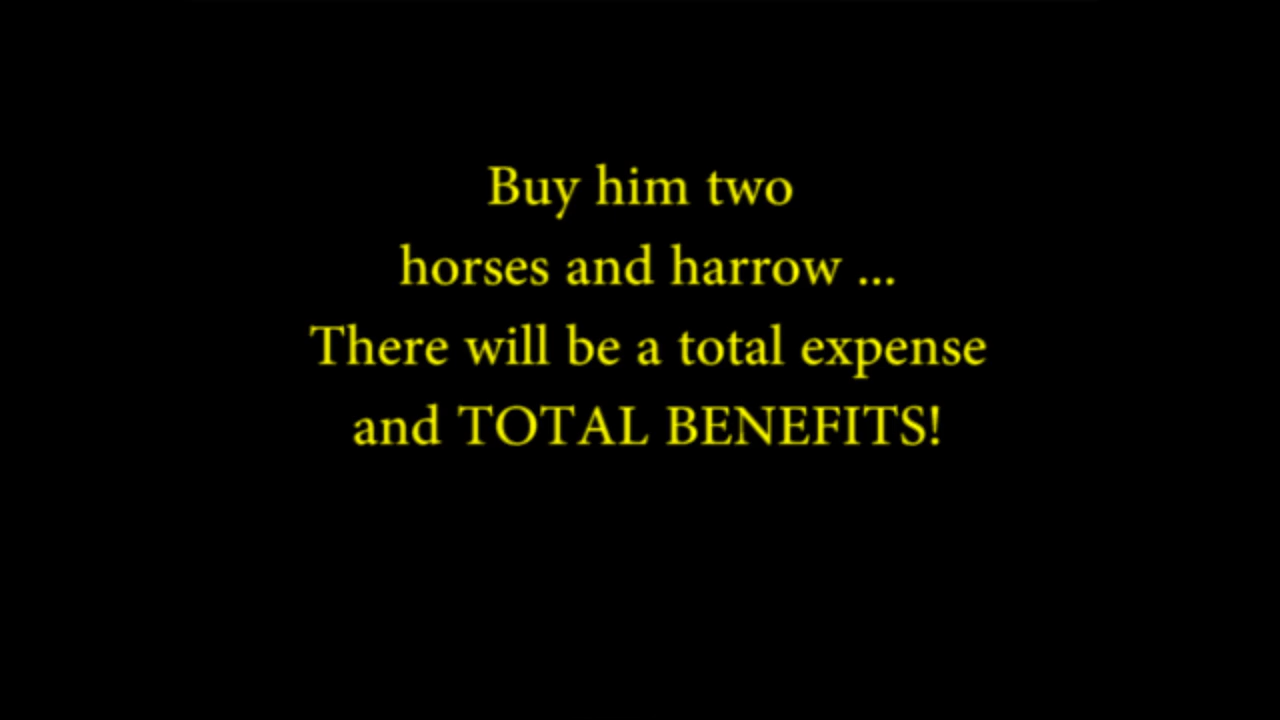 Buy him two
horses and harrow ...
There will be a total expense
and TOTAL BENEFITS!